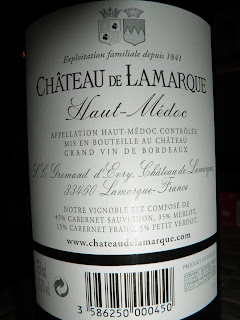 Exploitation familiale depuis 1841
CHÂTEAU DE LAMARQUE
Haut-Médoc
APPELLATION HAUT-MÉDOC CONTRÔLÉE
MIS EN BOUTEILLE AU CHÂTEAU
GRAND VIN DE BORDEAUX
Gromand d'Evry, Château de Lamarque
33460 Lamarque-France
NOTRE VIGNOBLE EST COMPOSÉ DE
45% CABERNET SAUVIGNON, 35% MERLOT,
15% CABERNET FRANC, 5% PETIT VERDOT.
www.chateaudelamarque.com
3 586250 000450